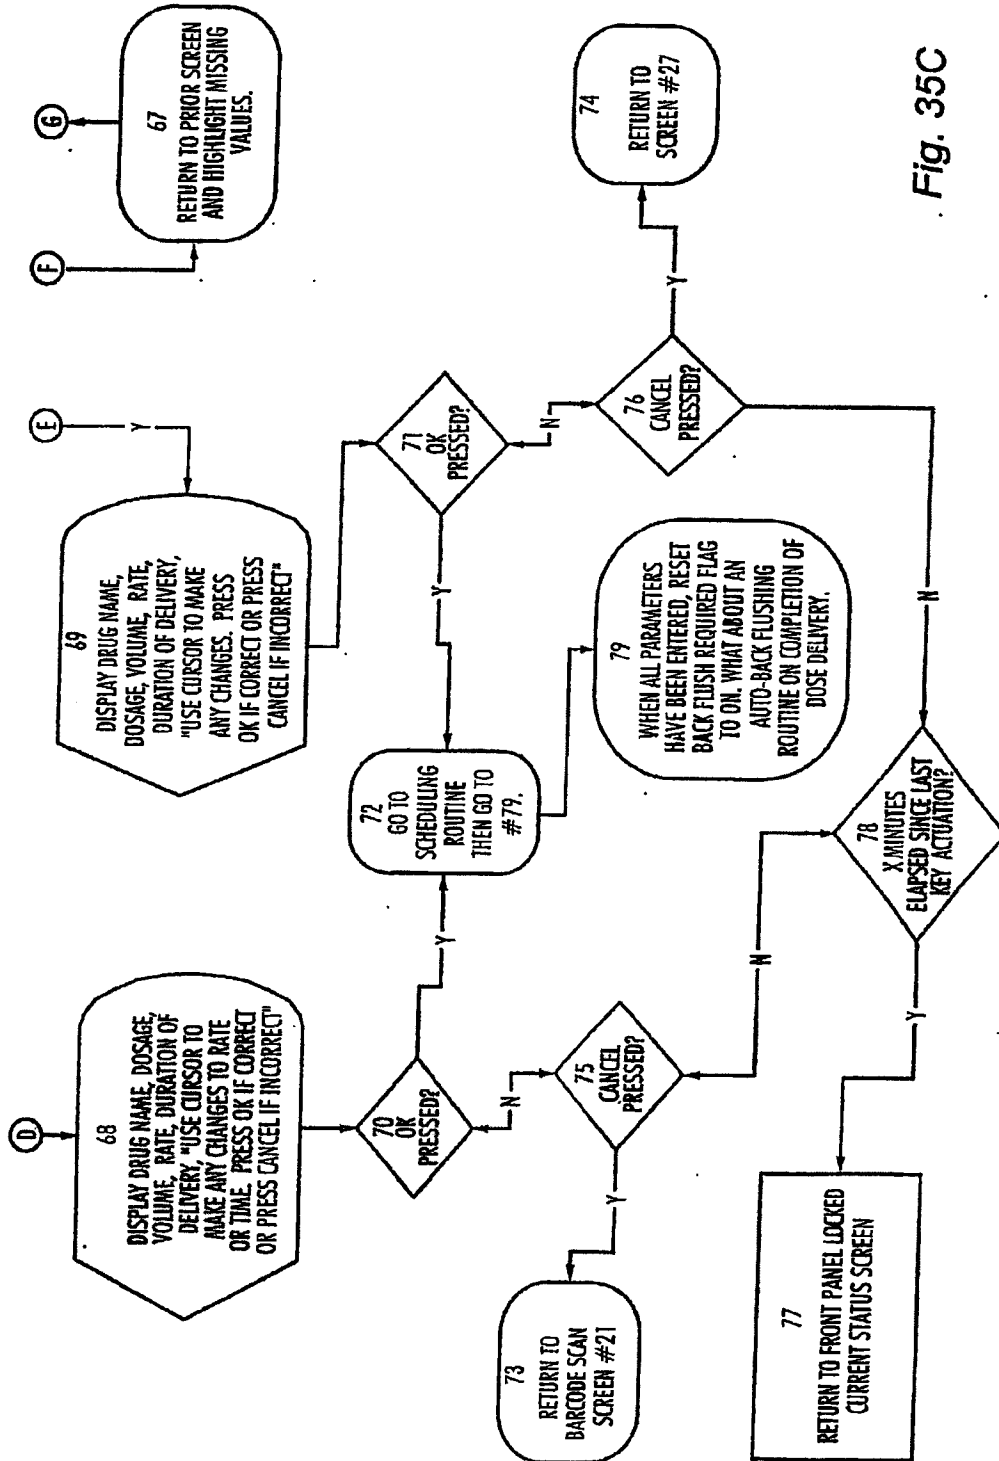 D
68
DISPLAY DRUG NAME, DOSAGE,
VOLUME, RATE, DURATION OF
DELIVERY, "USE CURSOR TO
MAKE ANY CHANGES TO RATE
OR TIME. PRESS OK IF CORRECT
OR PRESS CANCEL IF INCORRECT"
E
Y
69
DISPLAY DRUG NAME,
DOSAGE, VOLUME, RATE,
DURATION OF DELIVERY,
"USE CURSOR TO MAKE
ANY CHANGES. PRESS
OK IF CORRECT OR PRESS
CANCEL IF INCORRECT"
F
G
67
RETURN TO PRIOR SCREEN
AND HIGHLIGHT MISSING
VALUES.
70
OK
PRESSED?
Y
N
72
GO TO
SCHEDULING
ROUTINE
THEN GO TO
#79.
71
OK
PRESSED?
Y
N
73
RETURN TO
BARCODE SCAN
SCREEN #21
75
CANCEL
PRESSED?
Y
N
79
WHEN ALL PARAMETERS
HAVE BEEN ENTERED, RESET
BACK FLUSH REQUIRED FLAG
TO ON. WHAT ABOUT AN
AUTO-BACK FLUSHING
ROUTINE ON COMPLETION OF
DOSE DELIVERY.
76
CANCEL
PRESSED?
Y
N
74
RETURN TO
SCREEN #27
77
RETURN TO FRONT PANEL LOCKED
CURRENT STATUS SCREEN
Y
78
X MINUTES
ELAPSED SINCE LAST
KEY ACTUATION?
Fig. 35C